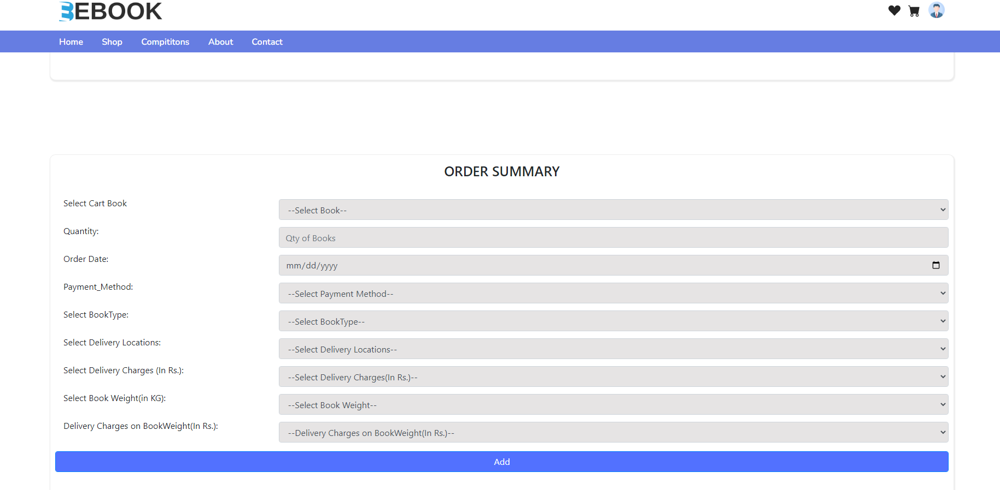 EBOOK
Home Shop Compititons About Contact
ORDER SUMMARY
Select Cart Book
--Select Book--
Quantity:
Qty of Books
Order Date:
mm/dd/yyyy
Payment_Method:
--Select Payment Method--
Select BookType:
--Select BookType--
Select Delivery Locations:
--Select Delivery Locations--
Select Delivery Charges (In Rs.):
--Select Delivery Charges(In Rs.)--
Select Book Weight(in KG):
--Select Book Weight--
Delivery Charges on BookWeight(In Rs.):
--Delivery Charges on BookWeight(In Rs.)--
Add